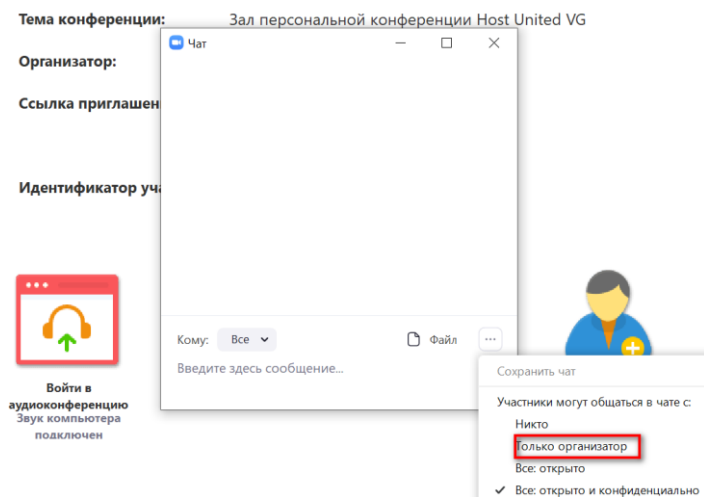 Тема конференции: Зал персональной конференции Host United VG
Чат
Организатор:
Ссылка приглашен
Идентификатор уча
Кому: Все Файл
Введите здесь сообщение...
Войти в
аудиоконференцию
Звук компьютера
подключен
Сохранить чат
Участники могут общаться в чате с:
Никто
Только организатор
Все: открыто
Все: открыто и конфиденциально